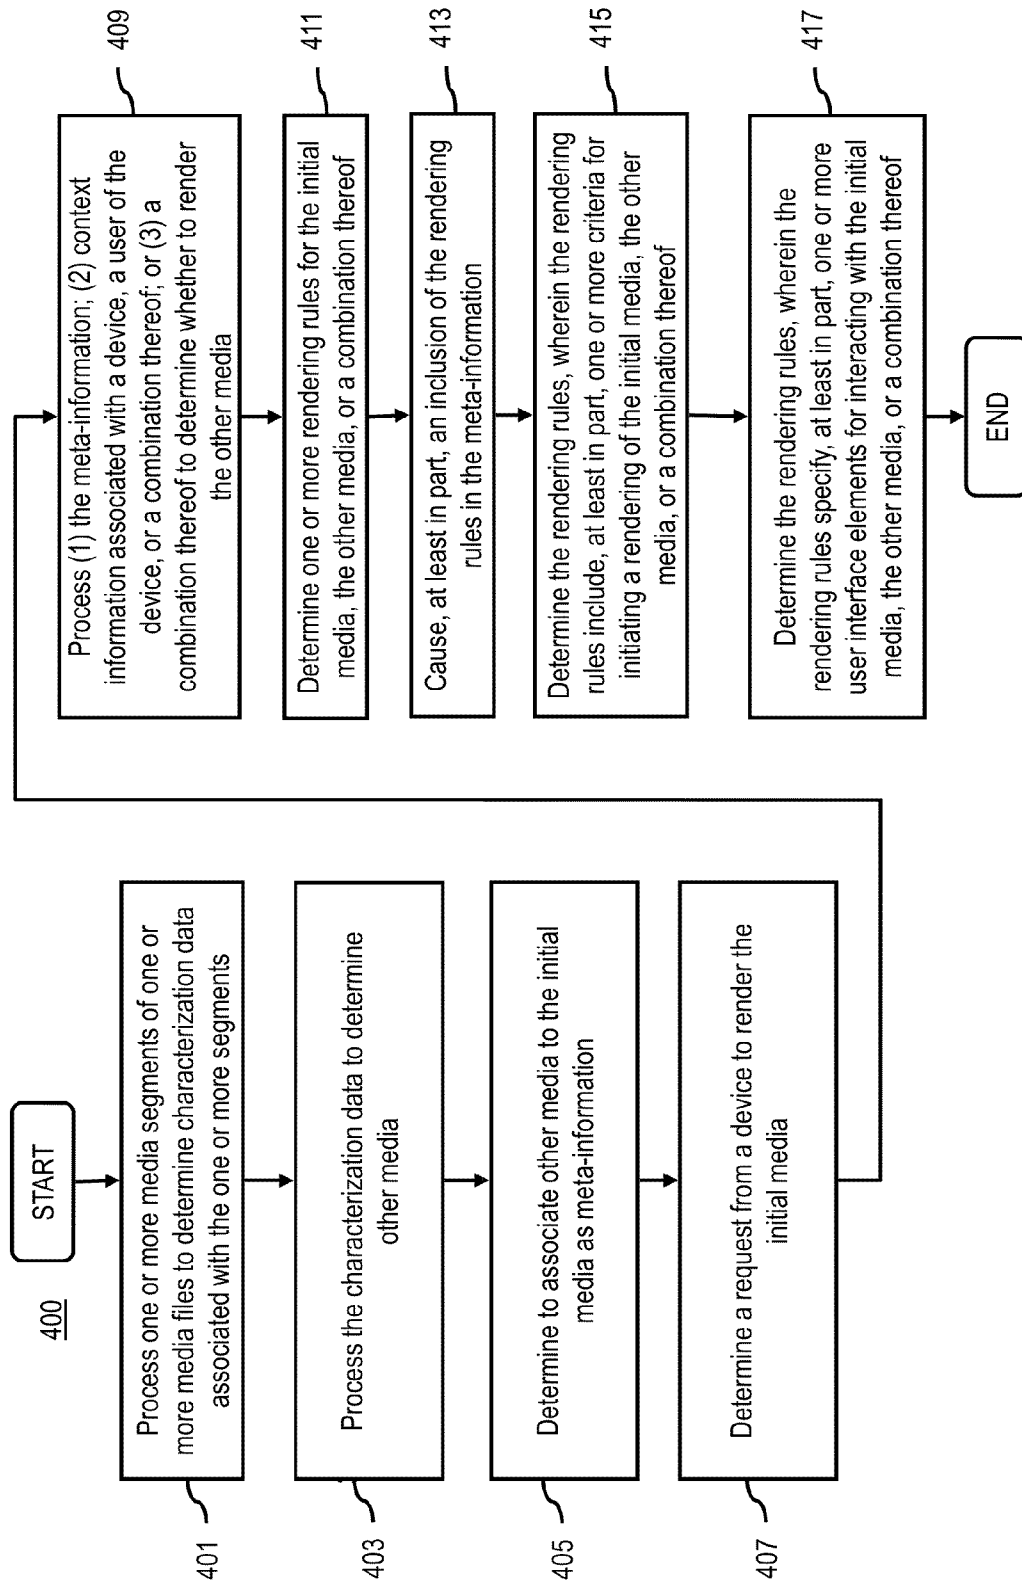 400
START
401
Process one or more media segments of one or
more media files to determine characterization data
associated with the one or more segments
403
Process the characterization data to determine
other media
405
Determine to associate other media to the initial
media as meta-information
407
Determine a request from a device to render the
initial media
409
Process (1) the meta-information; (2) context
information associated with a device, a user of the
device, or a combination thereof; or (3) a
combination thereof to determine whether to render
the other media
411
Determine one or more rendering rules for the initial
media, the other media, or a combination thereof
413
Cause, at least in part, an inclusion of the rendering
rules in the meta-information
415
Determine the rendering rules, wherein the rendering
rules include, at least in part, one or more criteria for
initiating a rendering of the initial media, the other
media, or a combination thereof
417
Determine the rendering rules, wherein the
rendering rules specify, at least in part, one or more
user interface elements for interacting with the initial
media, the other media, or a combination thereof
END